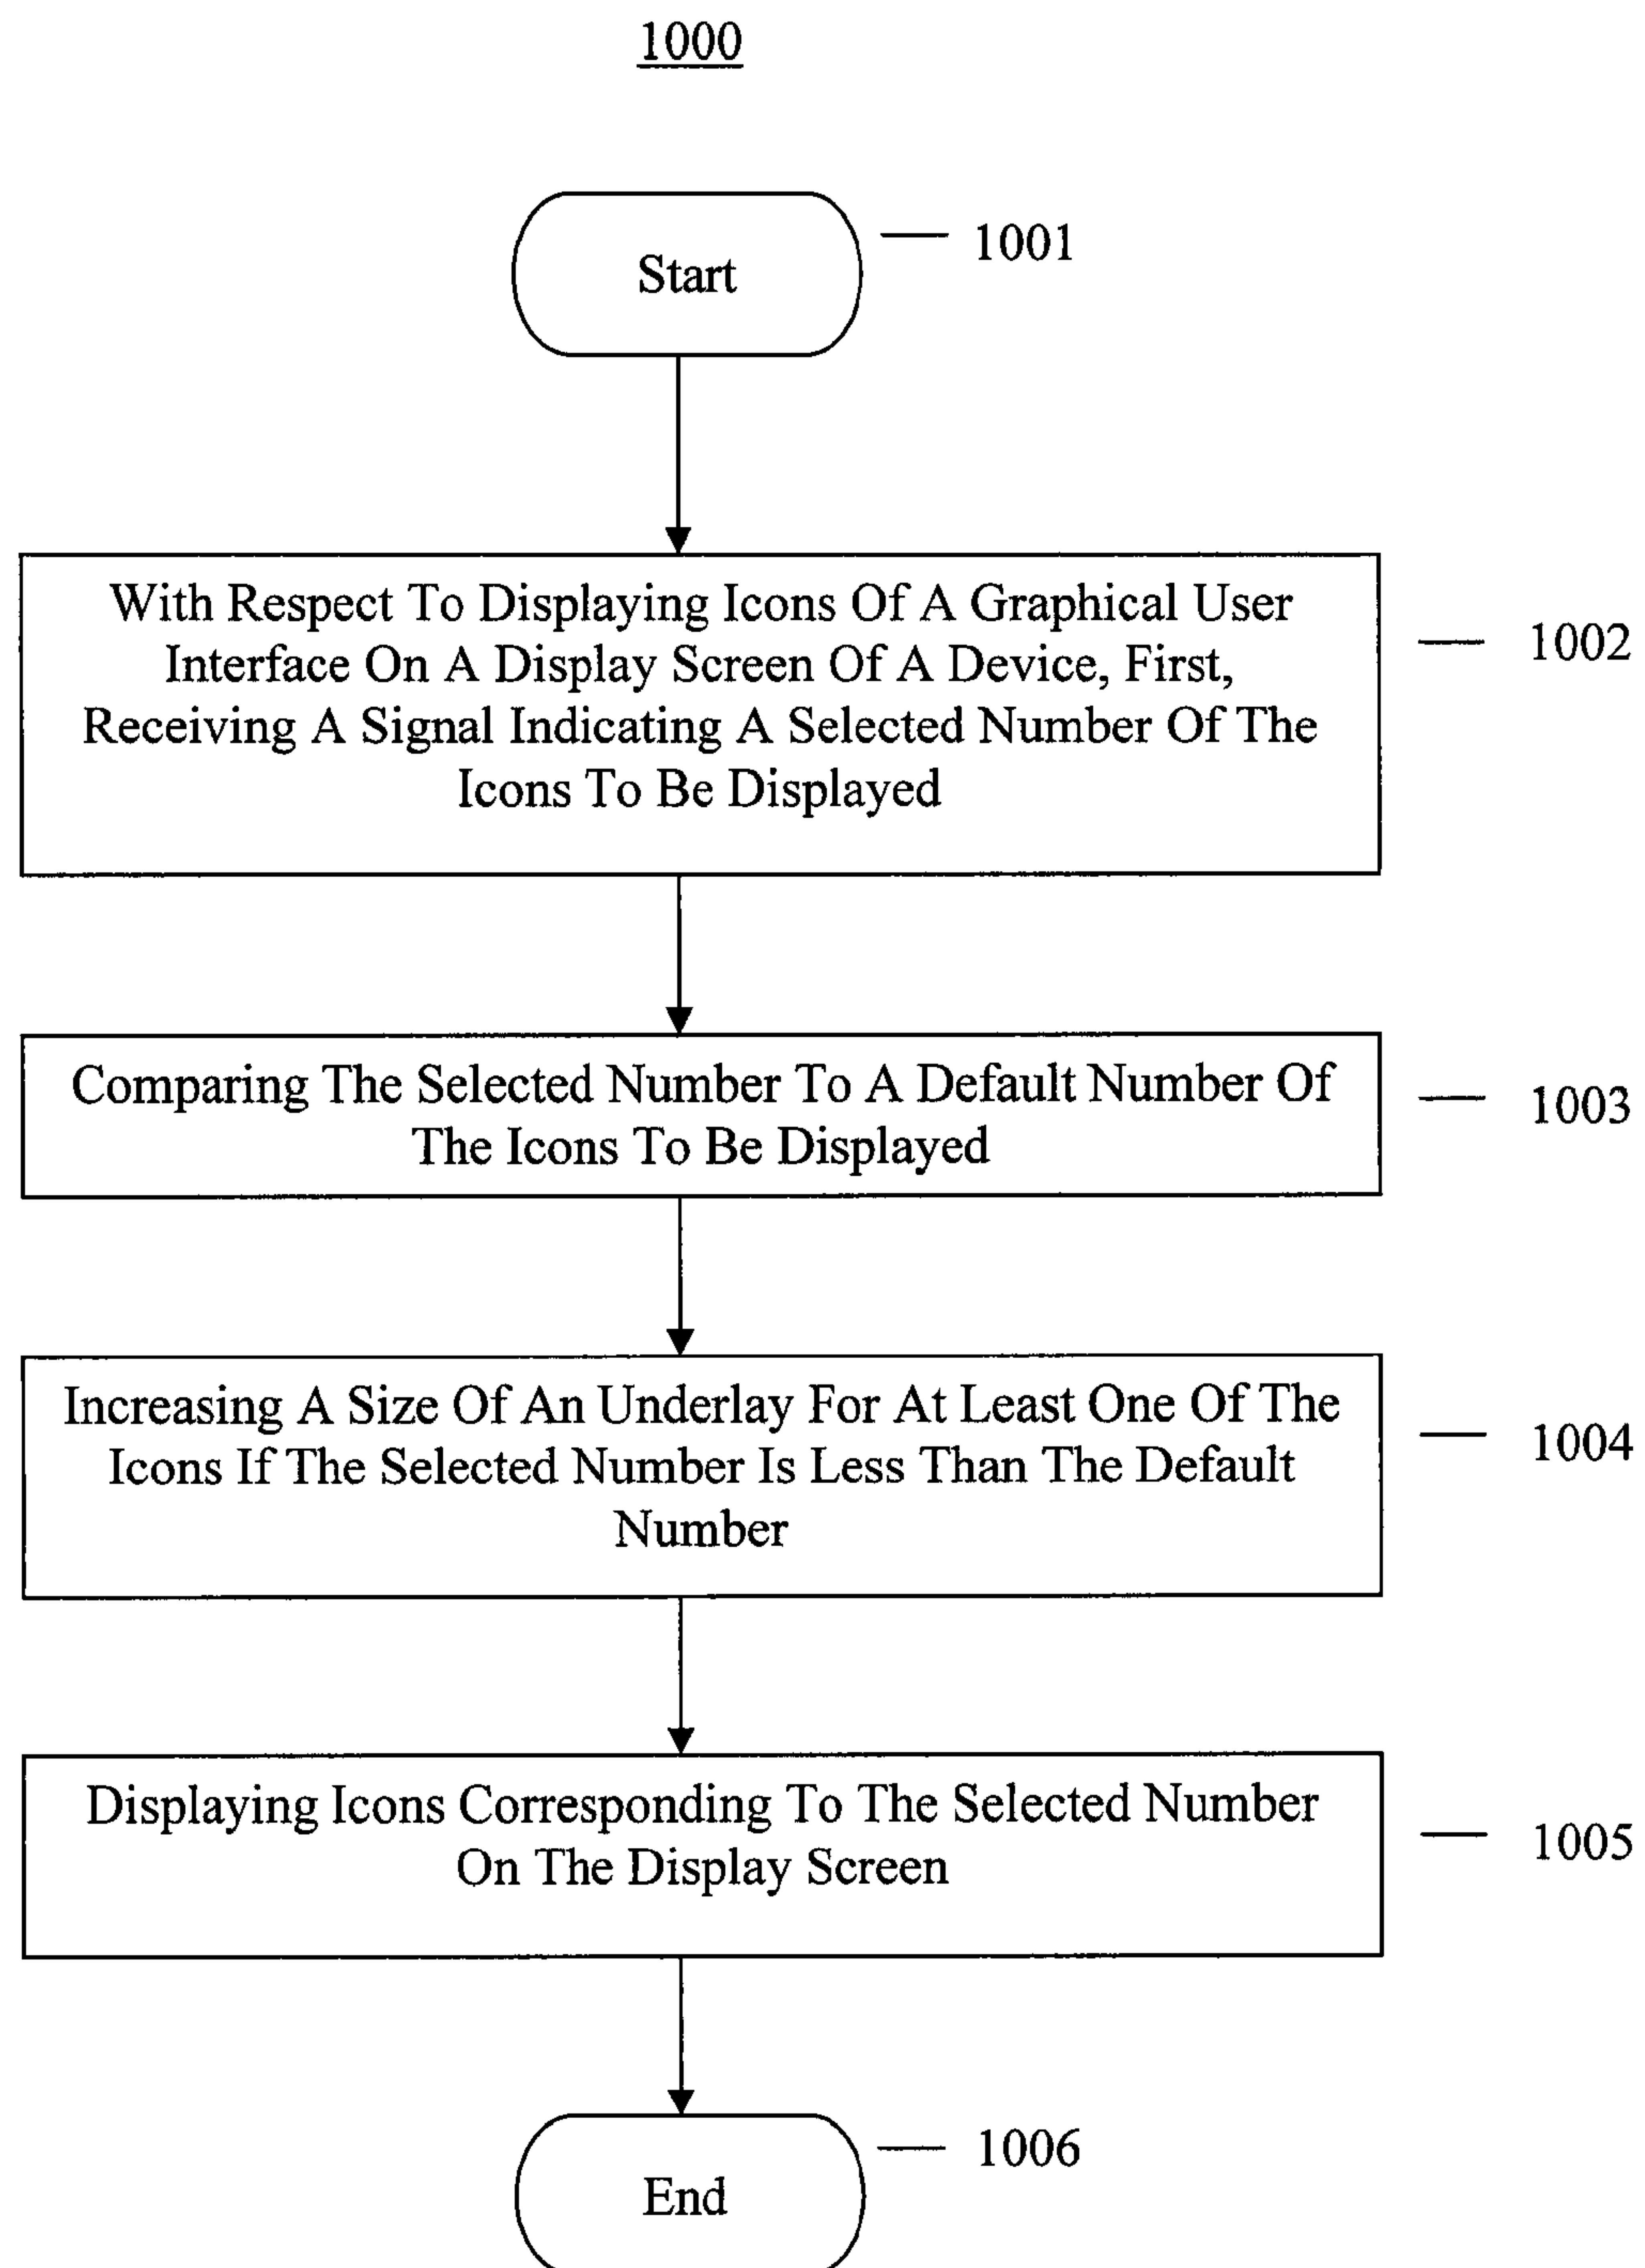 1000
Start
1001
With Respect To Displaying Icons Of A Graphical User
Interface On A Display Screen Of A Device, First,
Receiving A Signal Indicating A Selected Number Of The
Icons To Be Displayed
1002
Comparing The Selected Number To A Default Number Of
The Icons To Be Displayed
1003
Increasing A Size Of An Underlay For At Least One Of The
Icons If The Selected Number Is Less Than The Default
Number
1004
Displaying Icons Corresponding To The Selected Number
On The Display Screen
1005
End
1006